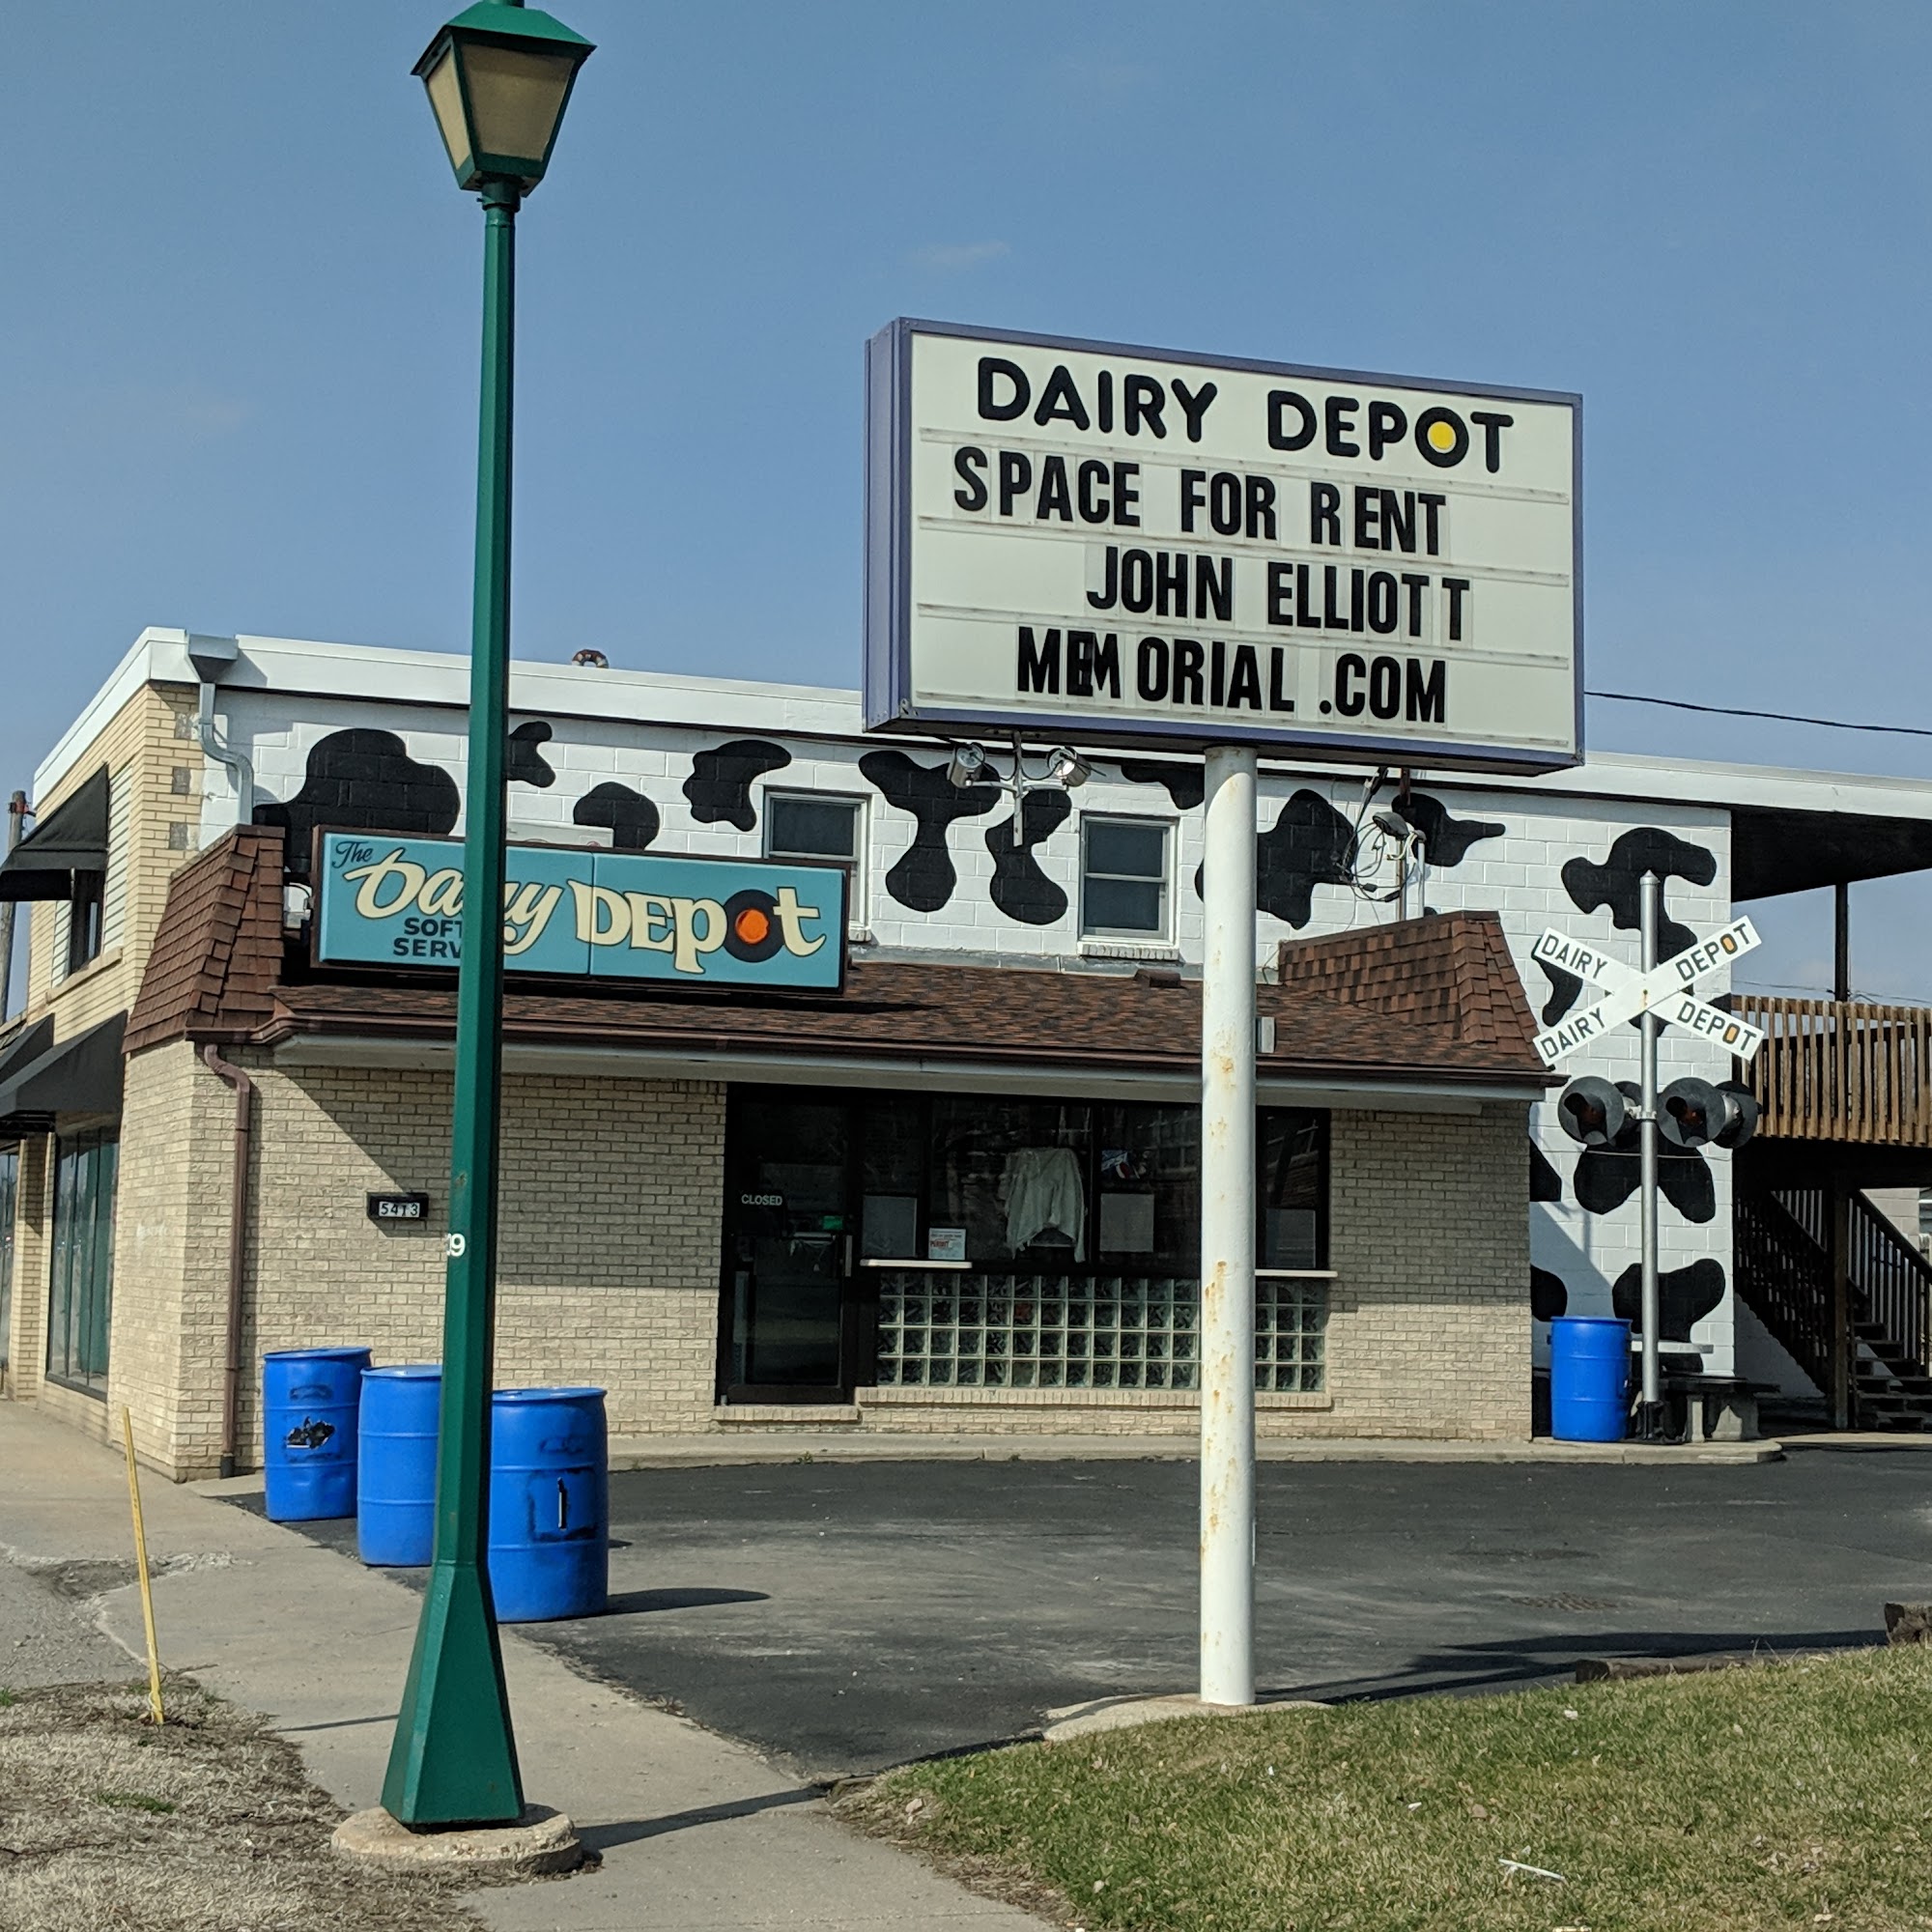 DAIRY DEPOT
SPACE FOR RENT
JOHN ELLIOTT
MEMORIAL .COM
The
Dairy DEPOT
SOFT
SERV
DAIRY DEPOT
DAIRY DEPOT
CLOSED
5413
09